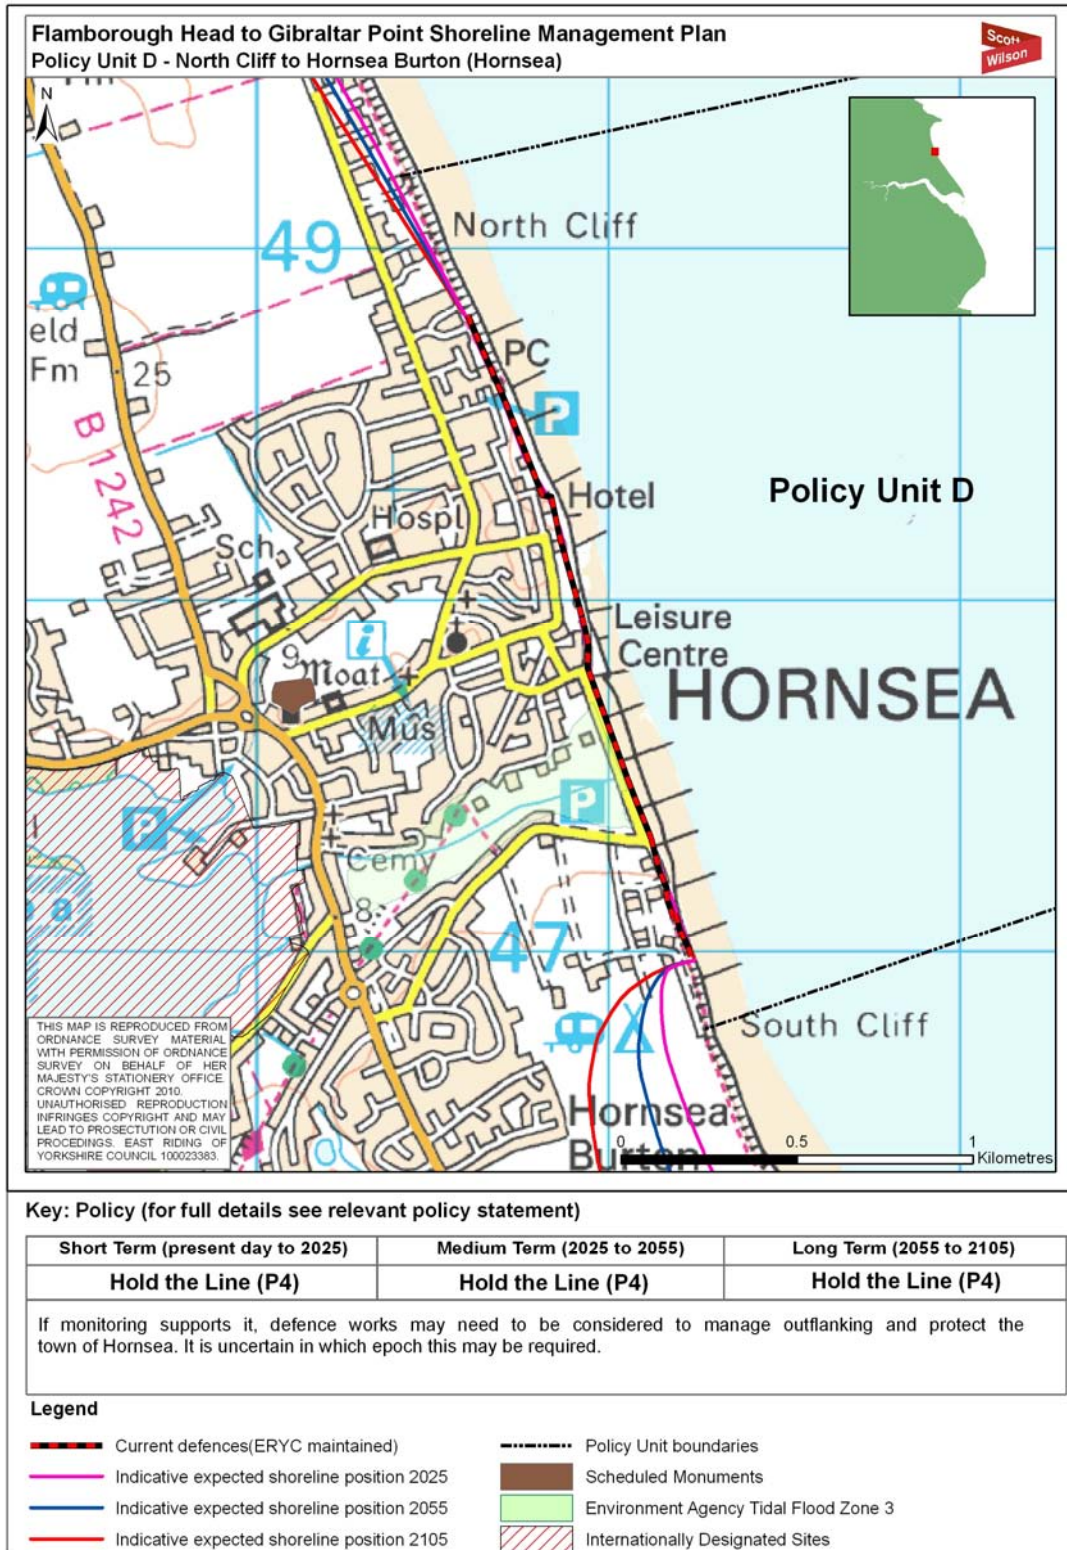 Flamborough Head to Gibraltar Point Shoreline Management Plan
Policy Unit D - North Cliff to Hornsea Burton (Hornsea)
Scott
Wilson
N
Fm
North Cliff
49
eld
Fm
25
PC
P
B 1242
Hotel
Policy Unit D
Hospl
Sch
Leisure
Centre
HORNSEA
i
9
Moat
Mus
P
P
Cemy
8
a
47
South Cliff
THIS MAP IS REPRODUCED FROM
ORDNANCE SURVEY MATERIAL
WITH PERMISSION OF ORDNANCE
SURVEY ON BEHALF OF HER
MAJESTY'S STATIONERY OFFICE.
CROWN COPYRIGHT 2010.
UNAUTHORISED REPRODUCTION
INFRINGES COPYRIGHT AND MAY
LEAD TO PROSECTUTION OR CIVIL
PROCEDINGS. EAST RIDING OF
YORKSHIRE COUNCIL 100023383.
Hornsea
Burton
0 0.5 1
Kilometres
Key: Policy (for full details see relevant policy statement)
Short Term (present day to 2025) Medium Term (2025 to 2055) Long Term (2055 to 2105)
Hold the Line (P4) Hold the Line (P4) Hold the Line (P4)
If monitoring supports it, defence works may need to be considered to manage outflanking and protect the
town of Hornsea. It is uncertain in which epoch this may be required.
Legend
Current defences(ERYC maintained) Policy Unit boundaries
Indicative expected shoreline position 2025 Scheduled Monuments
Indicative expected shoreline position 2055 Environment Agency Tidal Flood Zone 3
Indicative expected shoreline position 2105 Internationally Designated Sites